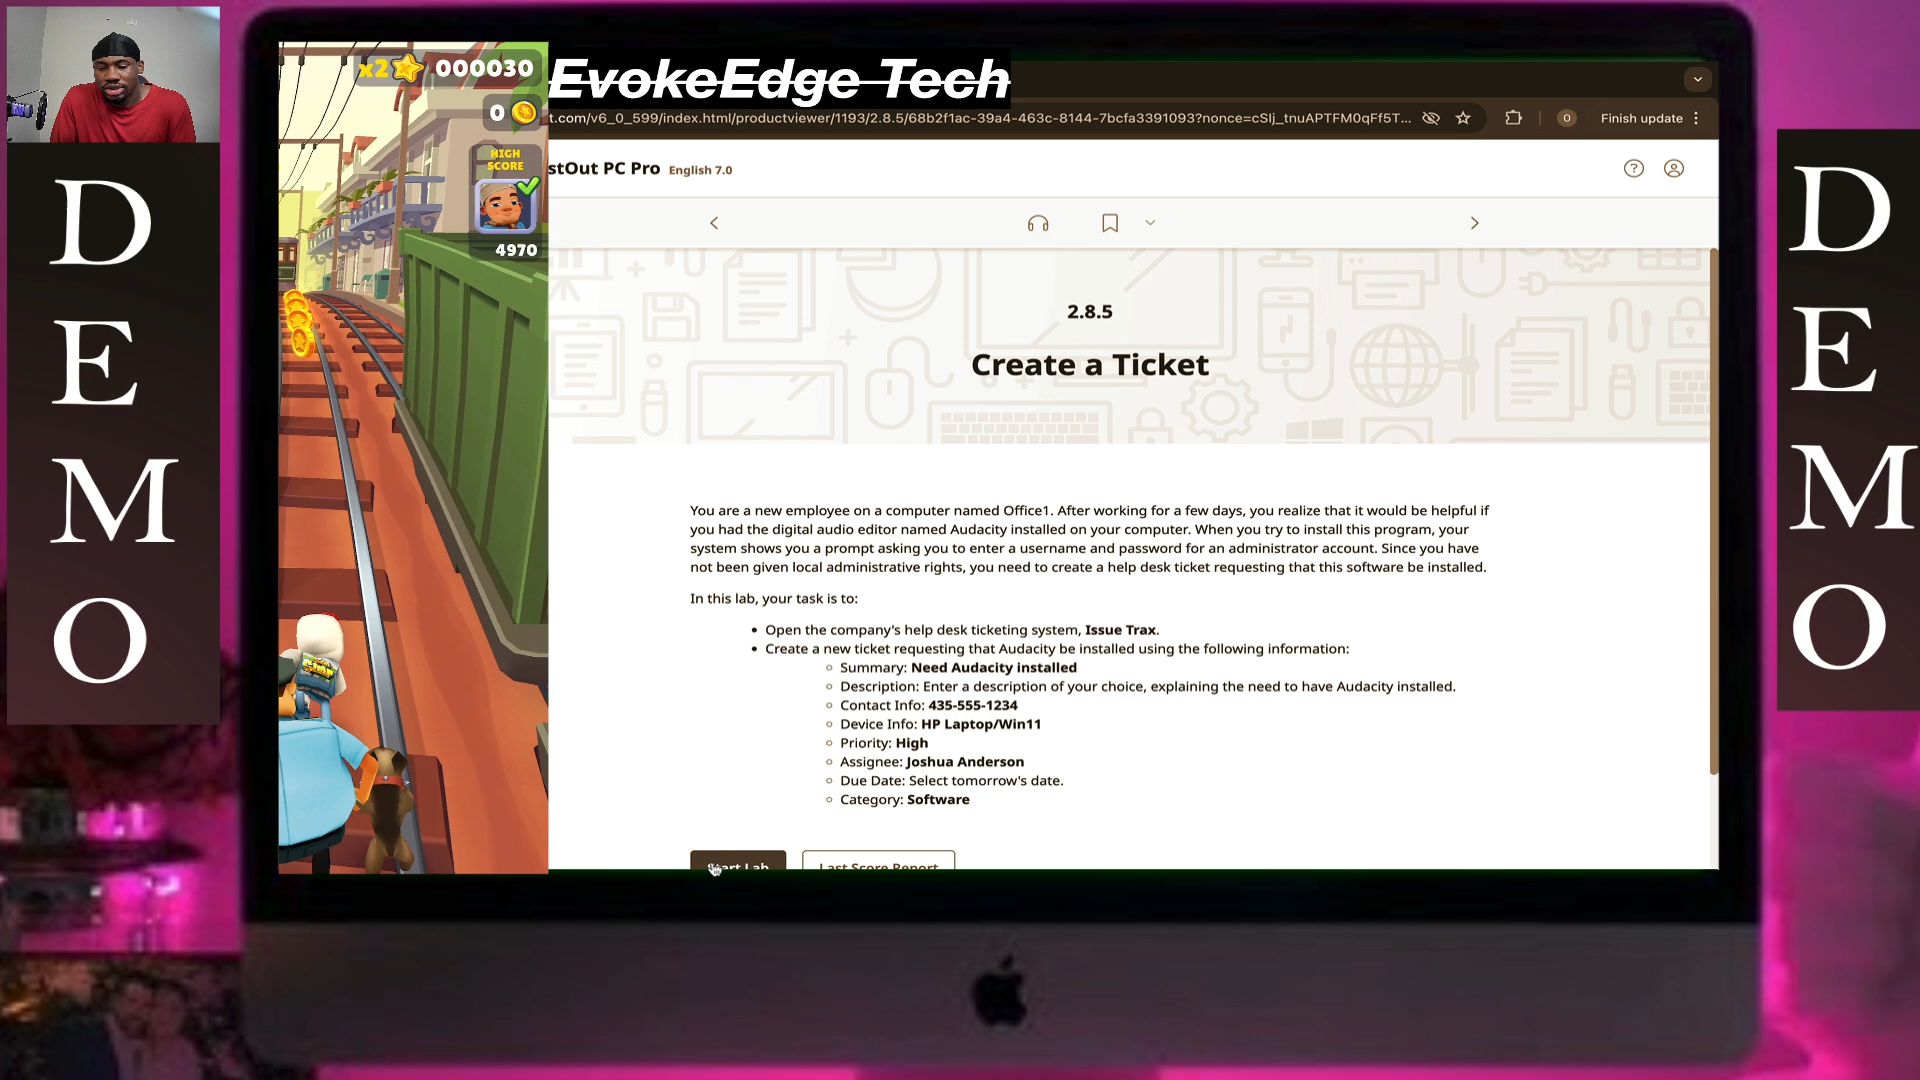 D
E
M
O
x2 000030
0
HIGH
SCORE
4970
EvokeEdge Tech
t.com/v6_0_599/index.html/productviewer/1193/2.8.5/68b2f1ac-39a4-463c-8144-7bcfa3391093?nonce=cSlj_tnuAPTFM0qFf5T...
O
Finish update
stOut PC Pro English 7.0
2.8.5
Create a Ticket
You are a new employee on a computer named Office1. After working for a few days, you realize that it would be helpful if
you had the digital audio editor named Audacity installed on your computer. When you try to install this program, your
system shows you a prompt asking you to enter a username and password for an administrator account. Since you have
not been given local administrative rights, you need to create a help desk ticket requesting that this software be installed.
In this lab, your task is to:
Open the company's help desk ticketing system, Issue Trax.
Create a new ticket requesting that Audacity be installed using the following information:
Summary: Need Audacity installed
Description: Enter a description of your choice, explaining the need to have Audacity installed.
Contact Info: 435-555-1234
Device Info: HP Laptop/Win11
Priority: High
Assignee: Joshua Anderson
Due Date: Select tomorrow's date.
Category: Software
Start Lab
Last Score Report
D
E
M
O